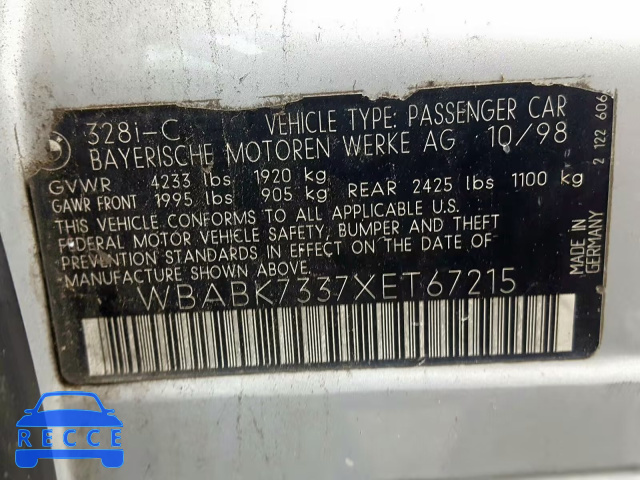 328i-C VEHICLE TYPE: PASSENGER CAR
BAYERISCHE MOTOREN WERKE AG 10/98
GVWR 4233 lbs 1920 kg
GAWR FRONT 1995 lbs 905 kg REAR 2425 lbs 1100 kg
THIS VEHICLE CONFORMS TO ALL APPLICABLE U.S.
FEDERAL MOTOR VEHICLE SAFETY, BUMPER AND THEFT
PREVENTION STANDARDS IN EFFECT ON THE DATE OF
MANUFACTURE SHOWN ABOVE.
WBABK7337XET67215
2 122 606
MADE IN
GERMANY
RECCE